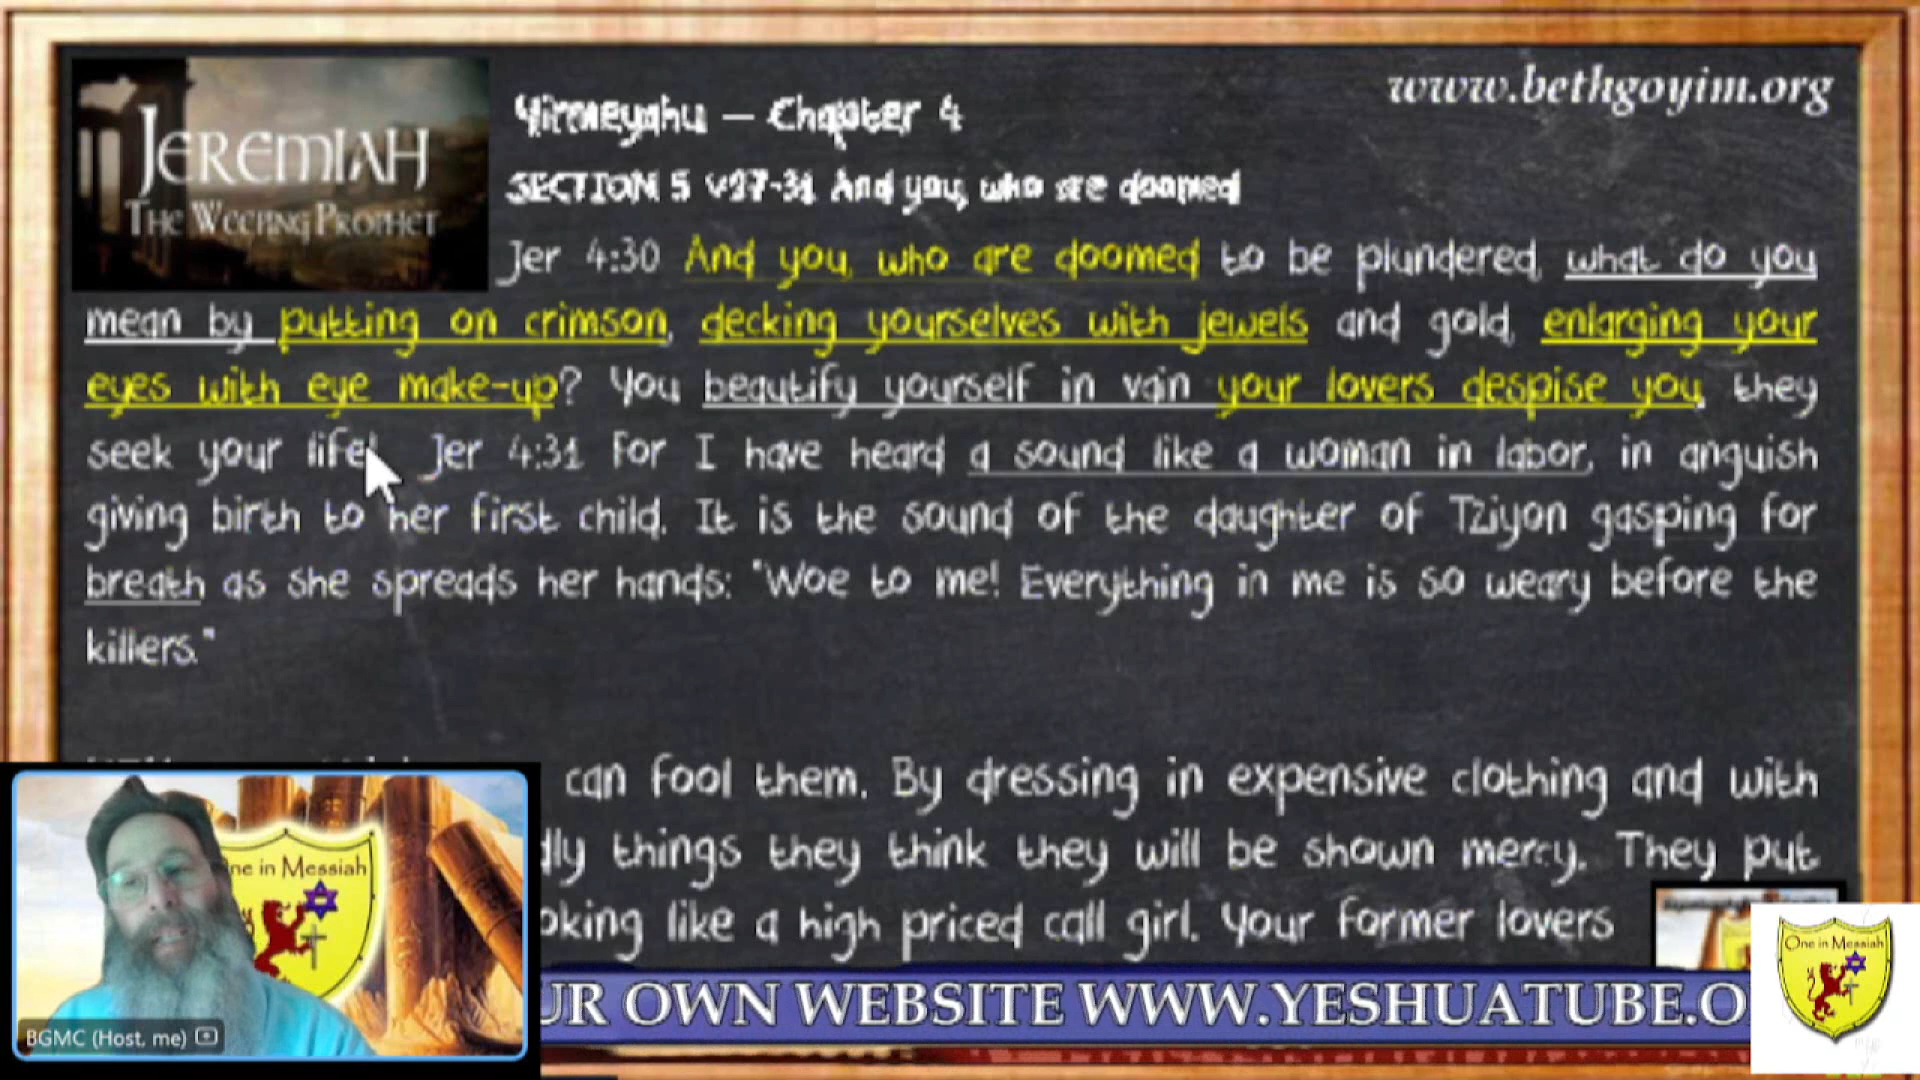 www.bethgoyim.org
JEREMIAH
THE WEEPING PROPHET
Yirmeyahu – Chapter 4
SECTION 5 v27-31 And you, who are doomed
Jer 4:30 And you, who are doomed to be plundered, what do you
mean by putting on crimson, decking yourselves with jewels and gold, enlarging your
eyes with eye make-up? You beautify yourself in vain your lovers despise you, they
seek your life! Jer 4:31 For I have heard a sound like a woman in labor, in anguish
giving birth to her first child. It is the sound of the daughter of Tziyon gasping for
breath as she spreads her hands: "Woe to me! Everything in me is so weary before the
killers."
can fool them. By dressing in expensive clothing and with
things they think they will be shown mercy. They put
like a high priced call girl. Your former lovers
One in Messiah
BGMC (Host, me)
OWN WEBSITE WWW.YESHUATUBE.O
One in Messiah